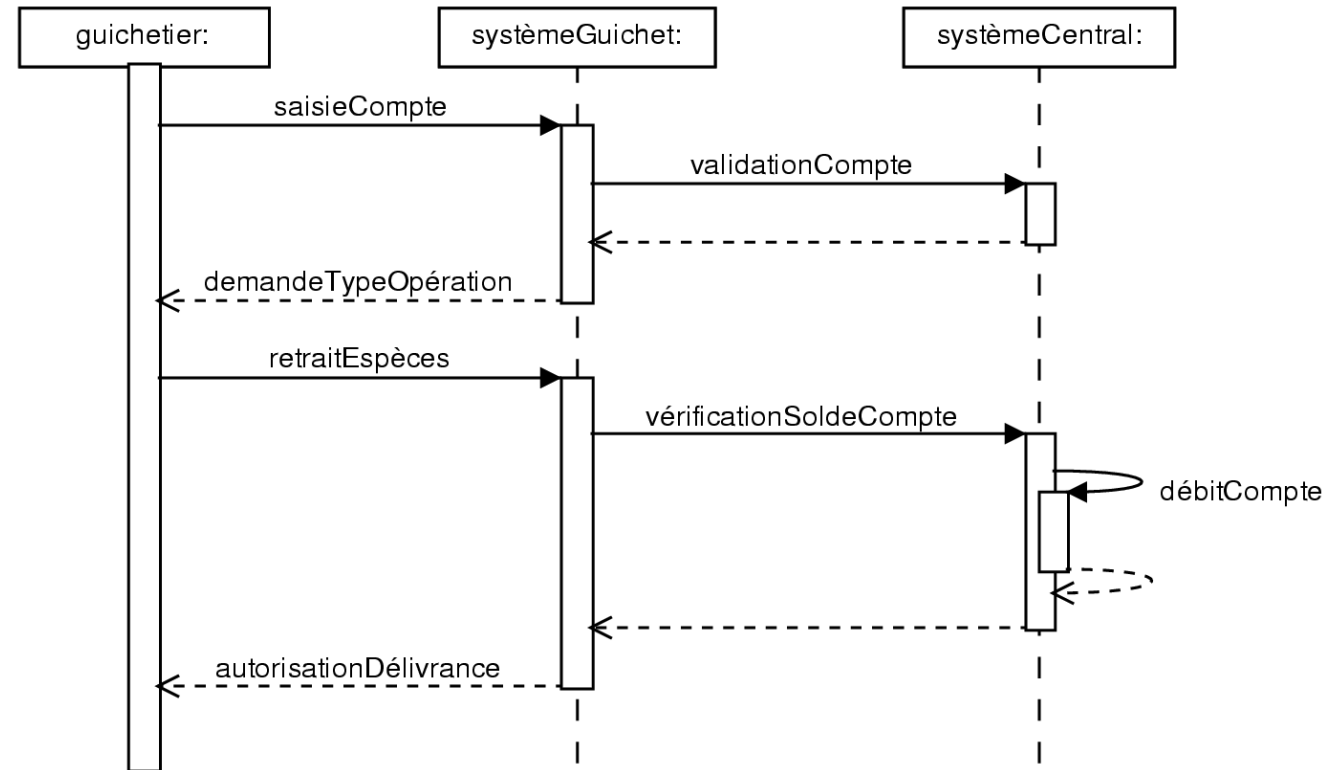 guichetier:
systèmeGuichet:
systèmeCentral:
saisieCompte
validationCompte
demandeTypeOpération
retraitEspèces
vérificationSoldeCompte
débitCompte
autorisationDélivrance